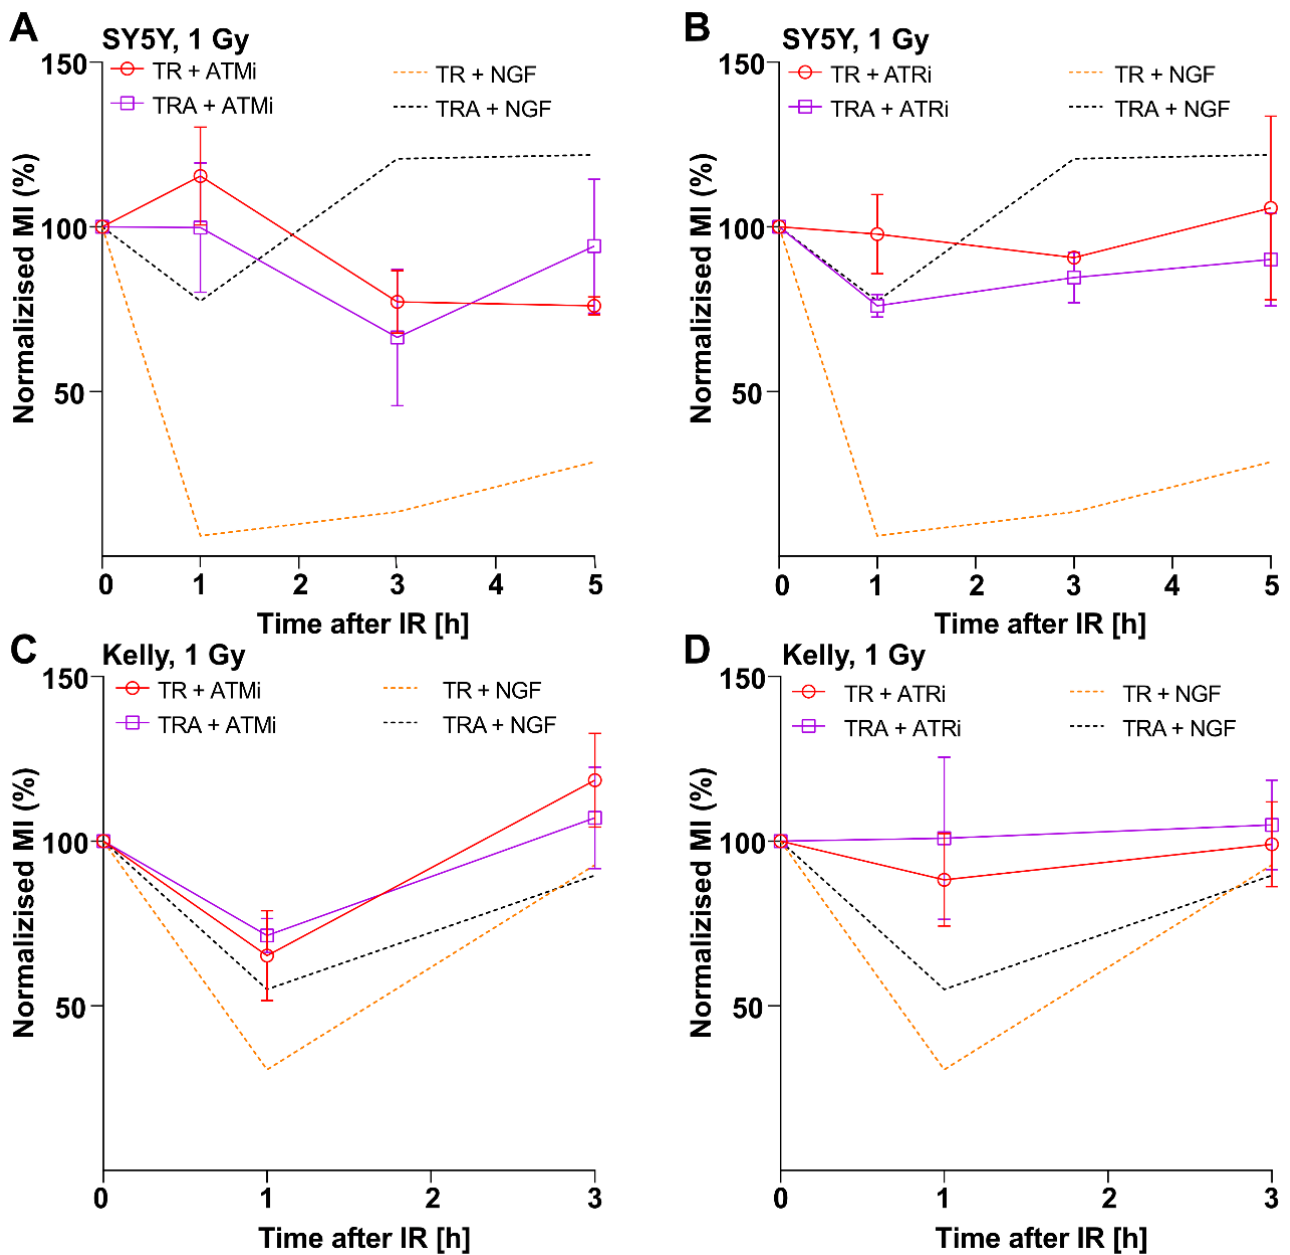 A
SY5Y, 1 Gy
150
TR + ATMi
TRA + ATMi
TR + NGF
TRA + NGF
100
50
Normalizised MI (%)
0 1 2 3 4 5
Time after IR [h]
B
SY5Y, 1 Gy
150
TR + ATRi
TRA + ATRi
TR + NGF
TRA + NGF
100
50
Normalizised MI (%)
0 1 2 3 4 5
Time after IR [h]
C
Kelly, 1 Gy
150
TR + ATMi
TRA + ATMi
TR + NGF
TRA + NGF
100
50
Normalizised MI (%)
0 1 2 3
Time after IR [h]
D
Kelly, 1 Gy
150
TR + ATRi
TRA + ATRi
TR + NGF
TRA + NGF
100
50
Normalizised MI (%)
0 1 2 3
Time after IR [h]